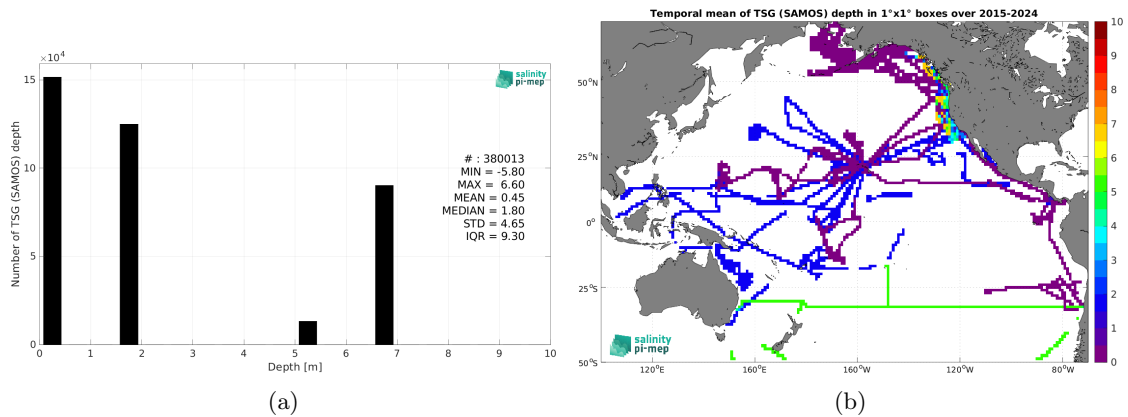 ×10⁴
15
10
5
0
Number of TSG (SAMOS) depth
0 1 2 3 4 5 6 7 8 9 10
Depth [m]
salinity
pi-mep
# : 380013
MIN = -5.80
MAX = 6.60
MEAN = 0.45
MEDIAN = 1.80
STD = 4.65
IQR = 9.30
(a)
Temporal mean of TSG (SAMOS) depth in 1°x1° boxes over 2015-2024
50°N
25°N
0°
25°S
50°S
120°E 160°E 160°W 120°W 80°W
salinity
pi-mep
10
9
8
7
6
5
4
3
2
1
0
(b)